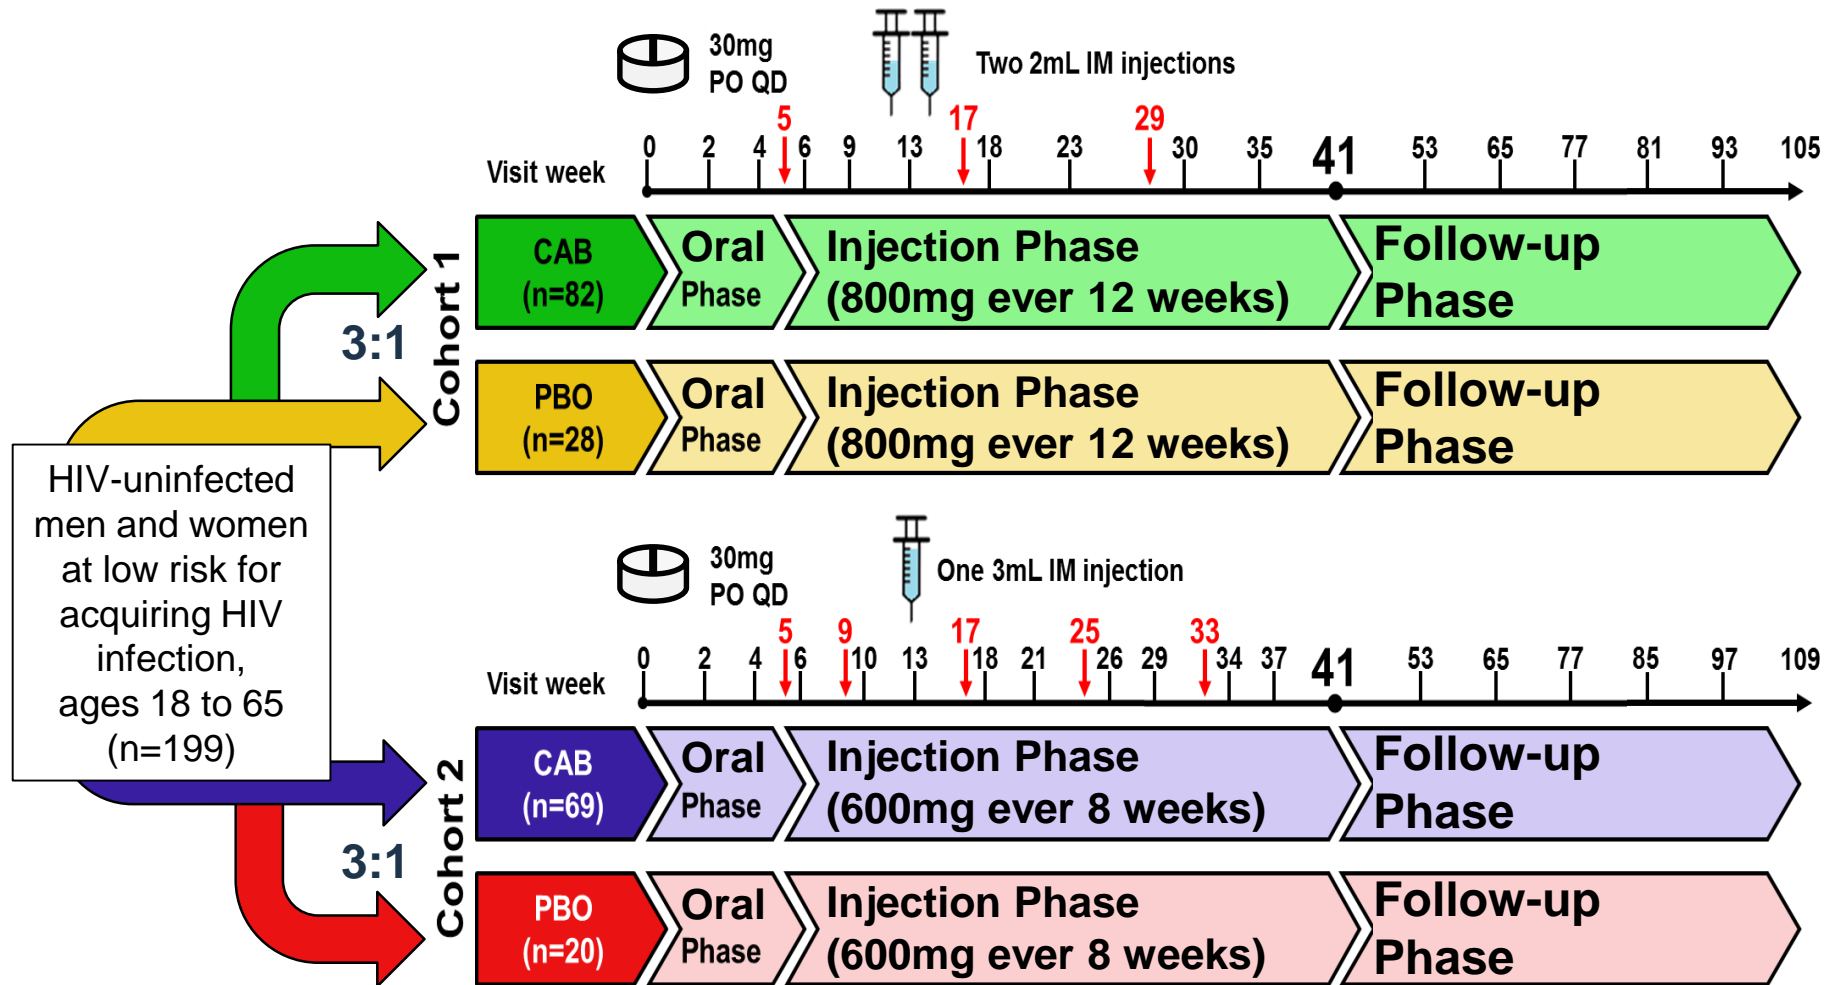 30mg
PO QD
Two 2mL IM injections
5 17 29
Visit week 0 2 4 6 9 13 18 23 30 35 41 53 65 77 81 93 105
Cohort 1
3:1
CAB
(n=82)
Oral
Phase
Injection Phase
(800mg ever 12 weeks)
Follow-up
Phase
PBO
(n=28)
Oral
Phase
Injection Phase
(800mg ever 12 weeks)
Follow-up
Phase
HIV-uninfected
men and women
at low risk for
acquiring HIV
infection,
ages 18 to 65
(n=199)
30mg
PO QD
One 3mL IM injection
5 9 17 25 33
Visit week 0 2 4 6 10 13 18 21 26 29 34 37 41 53 65 77 85 97 109
Cohort 2
3:1
CAB
(n=69)
Oral
Phase
Injection Phase
(600mg ever 8 weeks)
Follow-up
Phase
PBO
(n=20)
Oral
Phase
Injection Phase
(600mg ever 8 weeks)
Follow-up
Phase